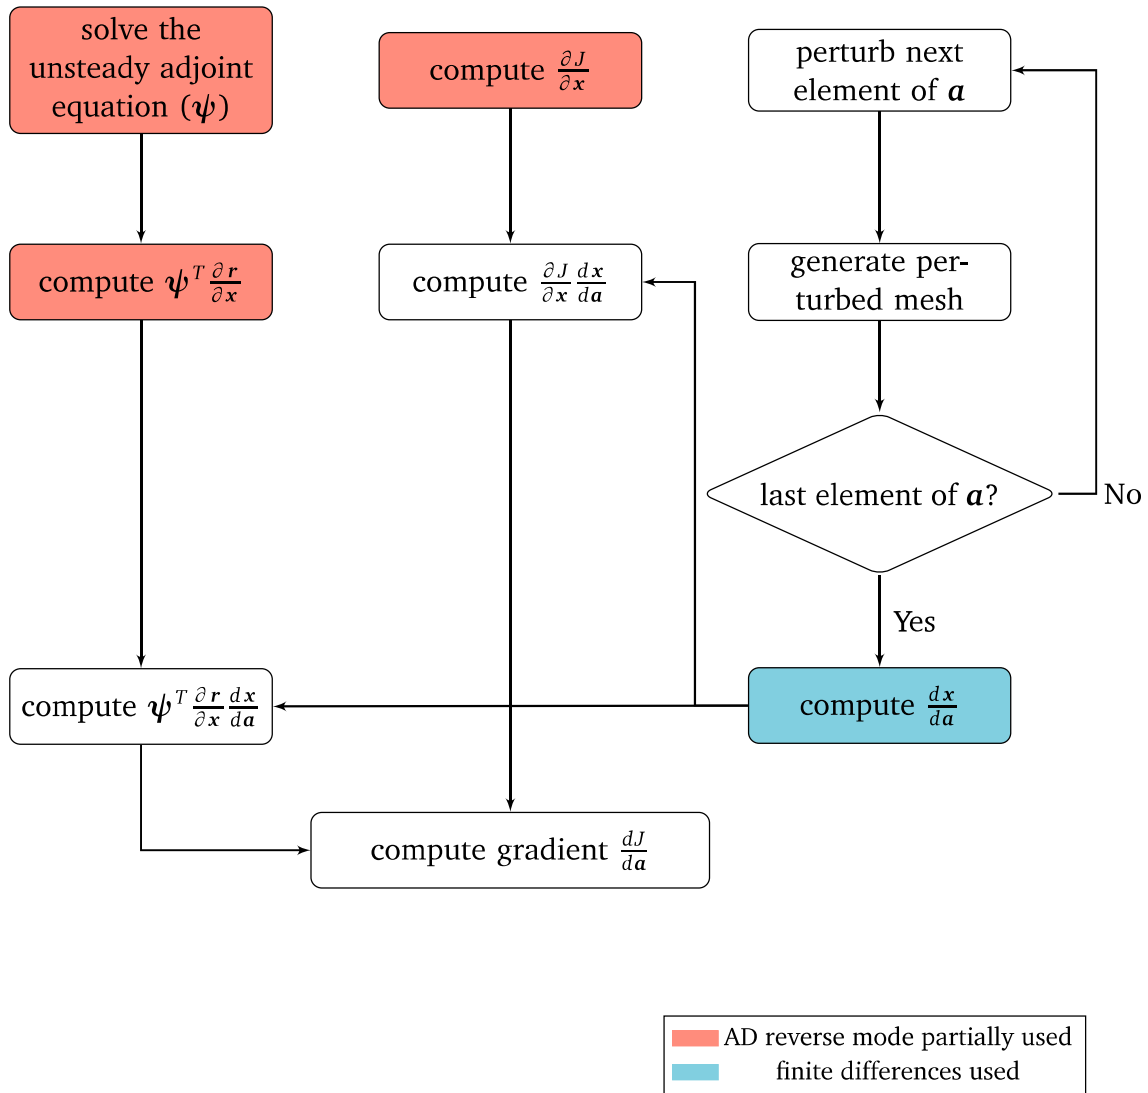 solve the
unsteady adjoint
equation (𝝍)
compute ∂J/∂𝒙
perturb next
element of 𝒂
compute 𝝍ᵀ ∂𝒓/∂𝒙
compute ∂J/∂𝒙 d𝒙/d𝒂
generate per-
turbed mesh
last element of 𝒂?
No
Yes
compute 𝝍ᵀ ∂𝒓/∂𝒙 d𝒙/d𝒂
compute d𝒙/d𝒂
compute gradient dJ/d𝒂
AD reverse mode partially used
finite differences used